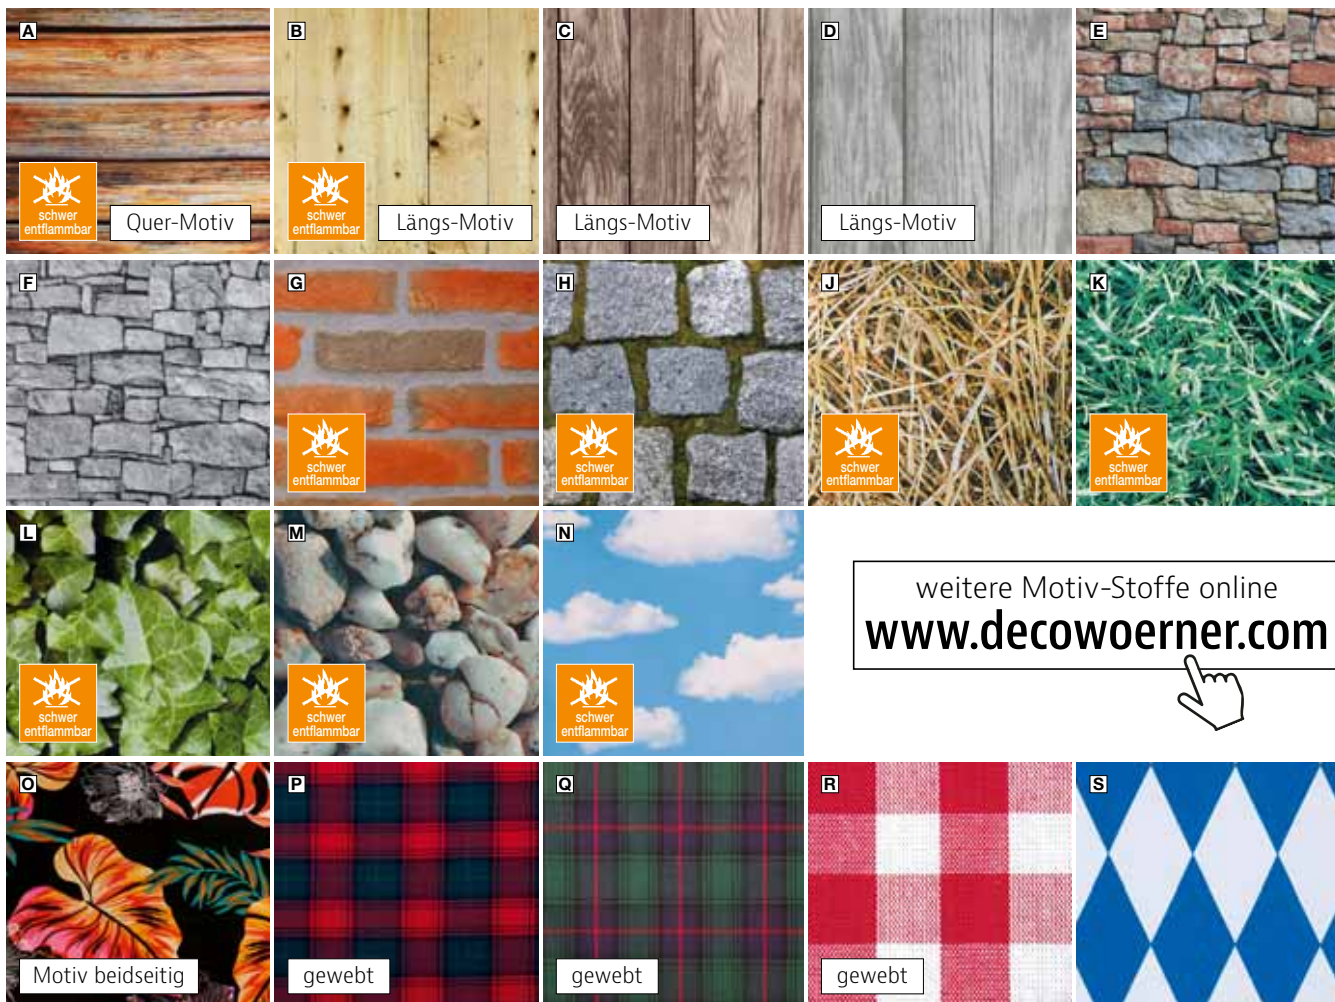 A
B
C
D
E
schwer
entflammbar
Quer-Motiv
schwer
entflammbar
Längs-Motiv
Längs-Motiv
Längs-Motiv
F
G
H
J
K
schwer
entflammbar
schwer
entflammbar
schwer
entflammbar
schwer
entflammbar
L
M
N
schwer
entflammbar
schwer
entflammbar
schwer
entflammbar
weitere Motiv-Stoffe online
www.decowoerner.com
O
P
Q
R
S
Motiv beidseitig
gewebt
gewebt
gewebt